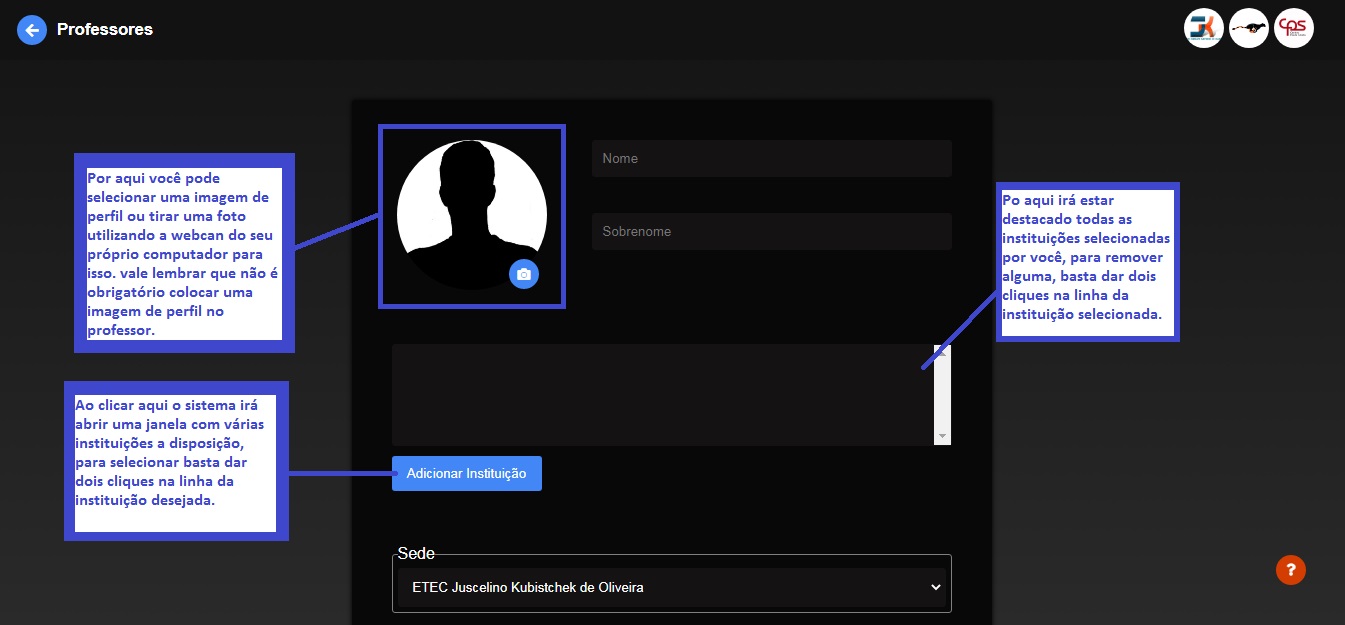 Professores
cps
Por aqui você pode
selecionar uma imagem de
perfil ou tirar uma foto
utilizando a webcan do seu
próprio computador para
isso. vale lembrar que não é
obrigatório colocar uma
imagem de perfil no
professor.
Nome
Sobrenome
Po aqui irá estar
destacado todas as
instituições selecionadas
por você, para remover
alguma, basta dar dois
cliques na linha da
instituição selecionada.
Ao clicar aqui o sistema irá
abrir uma janela com várias
instituições a disposição,
para selecionar basta dar
dois cliques na linha da
instituição desejada.
Adicionar Instituição
Sede
ETEC Juscelino Kubistchek de Oliveira
?